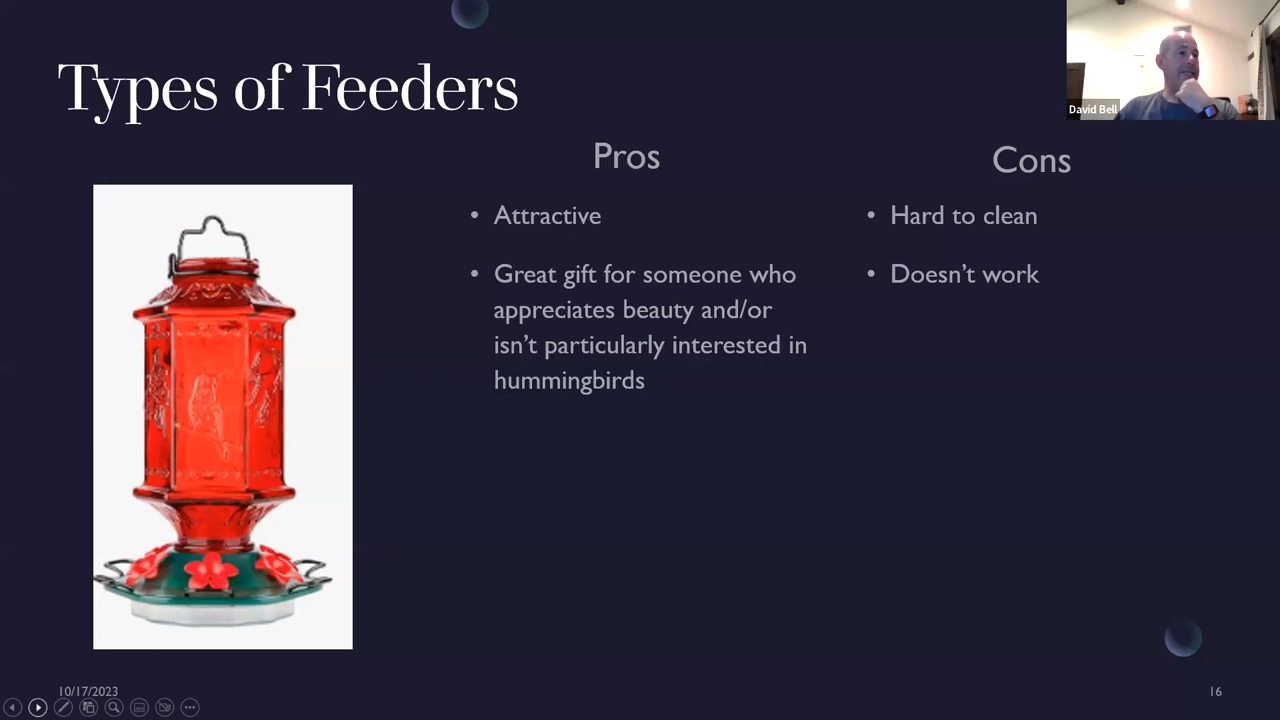 Types of Feeders
David Bell
Pros
Cons
• Attractive
• Great gift for someone who
appreciates beauty and/or
isn’t particularly interested in
hummingbirds
• Hard to clean
• Doesn’t work
10/17/2023
16